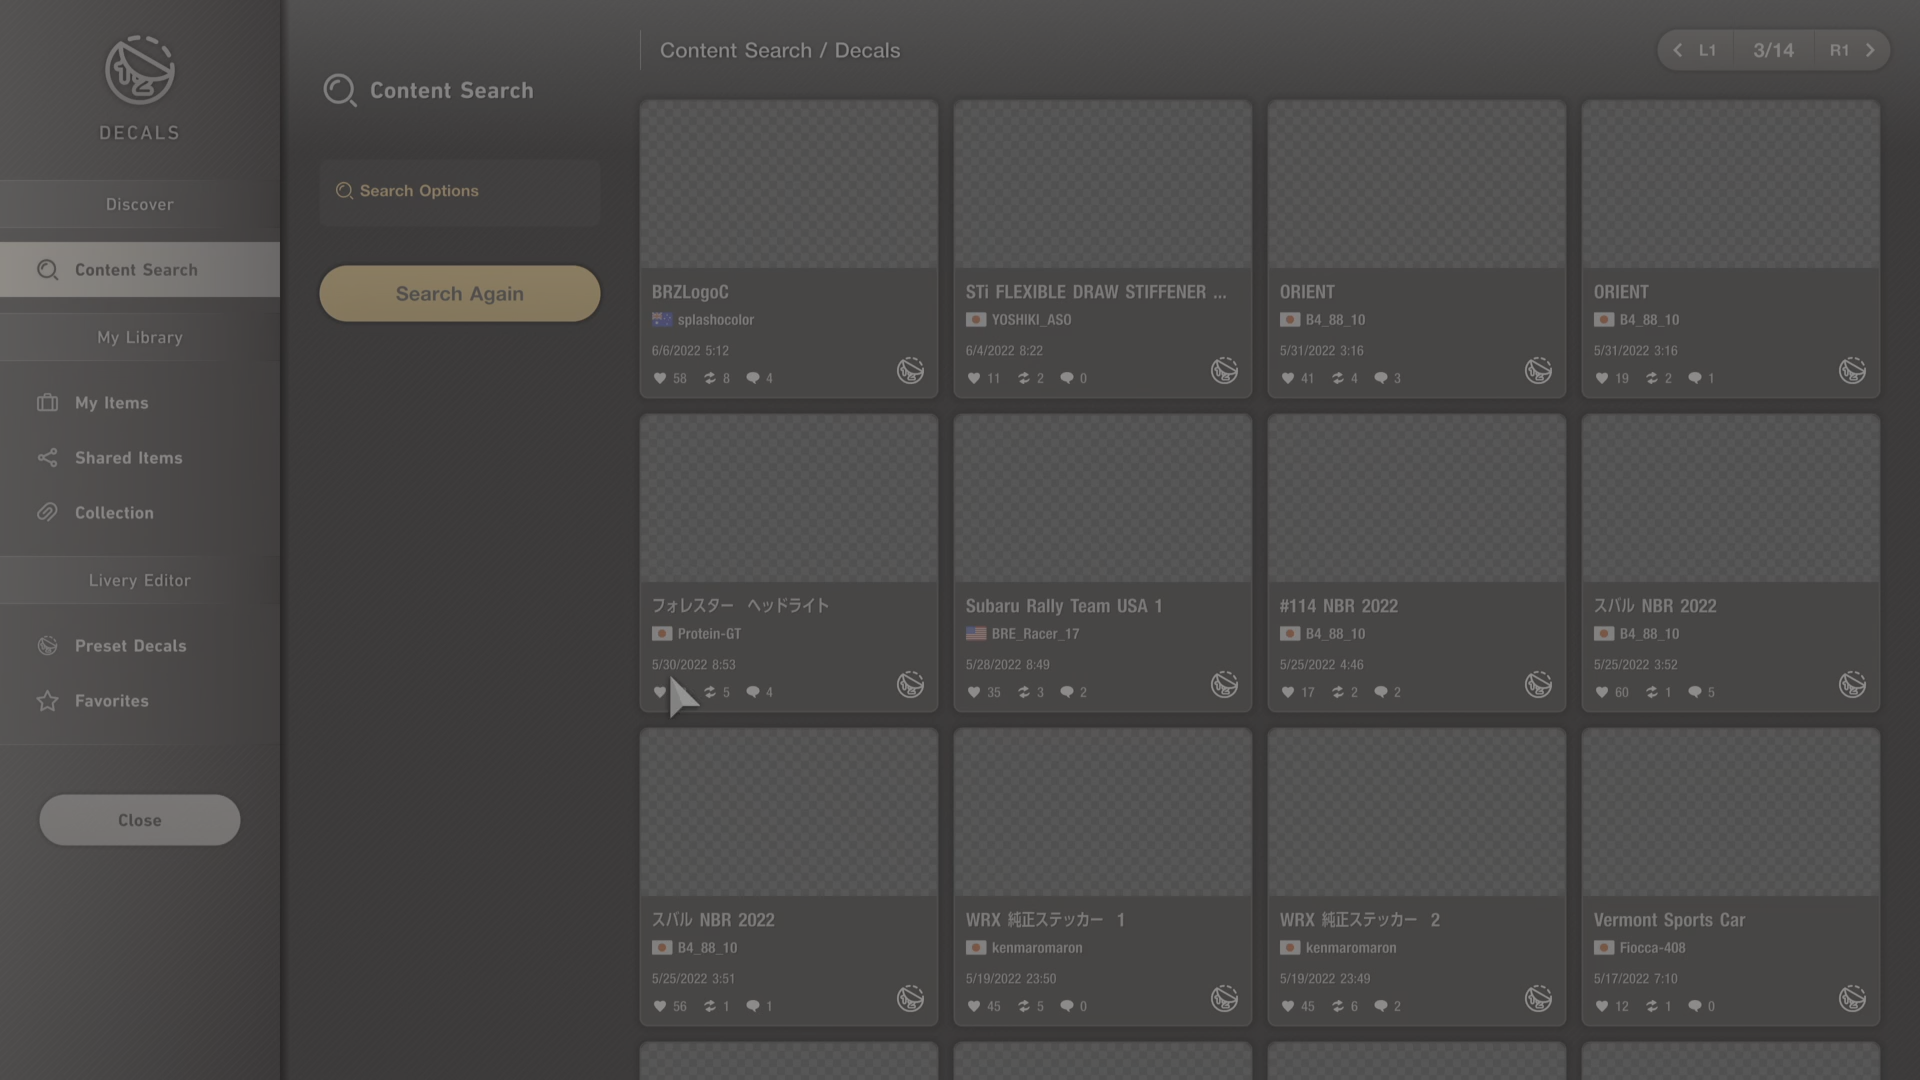 DECALS
Discover
Content Search
My Library
My Items
Shared Items
Collection
Livery Editor
Preset Decals
Favorites
Close
Content Search
Search Options
Search Again
Content Search / Decals
L1 3/14 R1
BRZLogoC
splashocolor
6/6/2022 5:12
58 8 4
STi FLEXIBLE DRAW STIFFENER ...
YOSHIKI_ASO
6/4/2022 8:22
11 2 0
ORIENT
B4_88_10
5/31/2022 3:16
41 4 3
ORIENT
B4_88_10
5/31/2022 3:16
19 2 1
フォレスター ヘッドライト
Protein-GT
5/30/2022 8:53
5 4
Subaru Rally Team USA 1
BRE_Racer_17
5/28/2022 8:49
35 3 2
#114 NBR 2022
B4_88_10
5/25/2022 4:46
17 2 2
スバル NBR 2022
B4_88_10
5/25/2022 3:52
60 1 5
スバル NBR 2022
B4_88_10
5/25/2022 3:51
56 1 1
WRX 純正ステッカー 1
kenmaromaron
5/19/2022 23:50
45 5 0
WRX 純正ステッカー 2
kenmaromaron
5/19/2022 23:49
45 6 2
Vermont Sports Car
Fiocca-408
5/17/2022 7:10
12 1 0